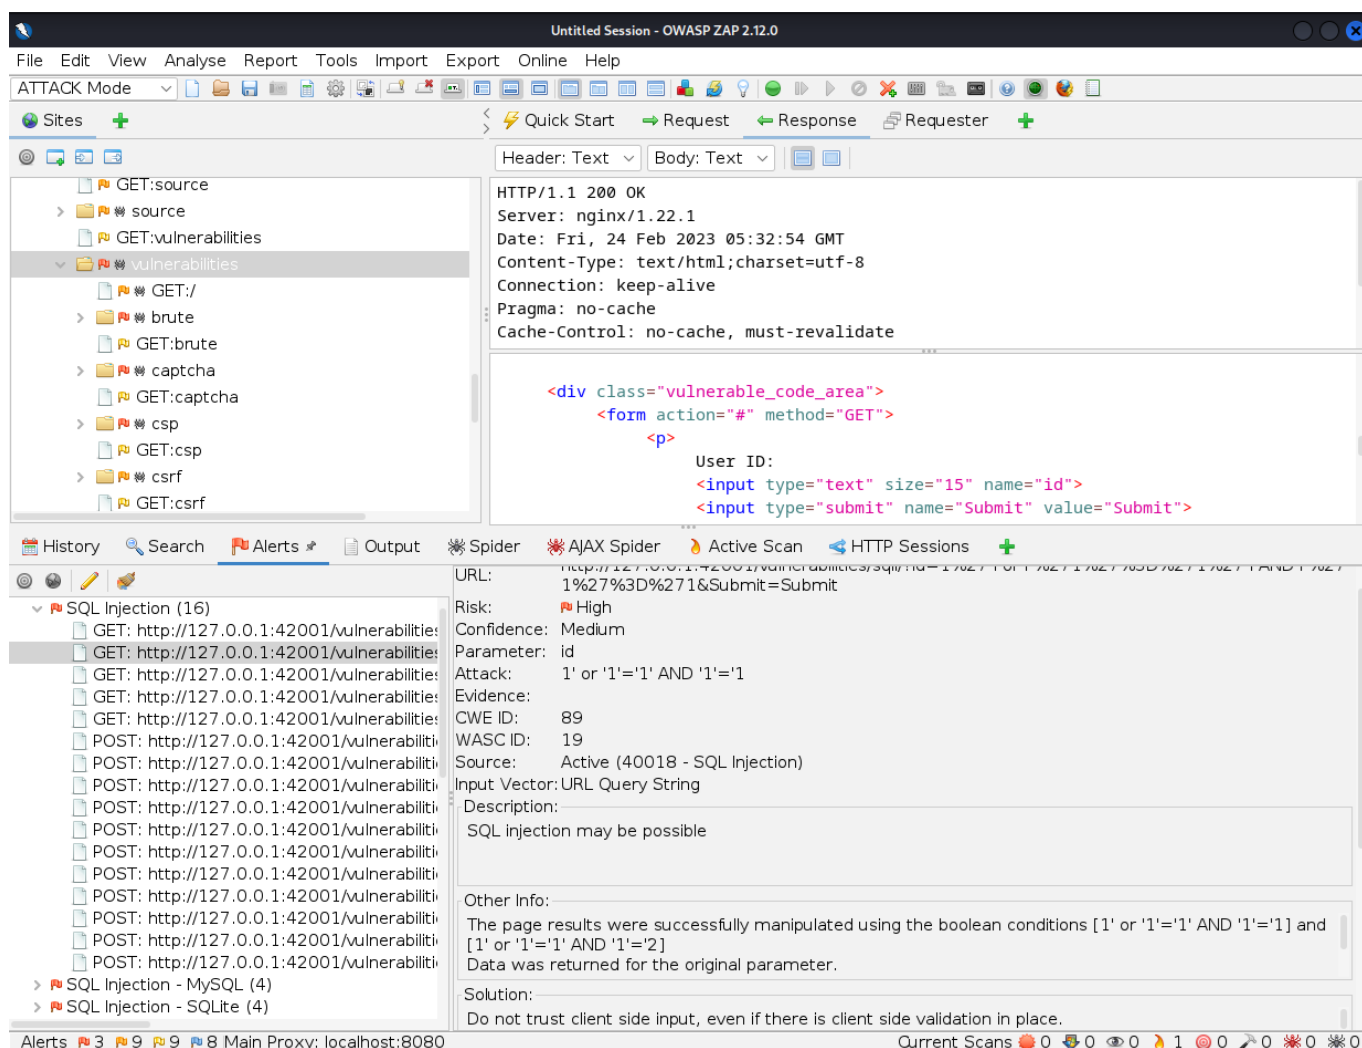 Untitled Session - OWASP ZAP 2.12.0
File Edit View Analyse Report Tools Import Export Online Help
ATTACK Mode
Sites
Quick Start Request Response Requester
Header: Text Body: Text
GET:source
source
GET:vulnerabilities
vulnerabilities
GET:/
brute
GET:brute
captcha
GET:captcha
csp
GET:csp
csrf
GET:csrf
HTTP/1.1 200 OK
Server: nginx/1.22.1
Date: Fri, 24 Feb 2023 05:32:54 GMT
Content-Type: text/html;charset=utf-8
Connection: keep-alive
Pragma: no-cache
Cache-Control: no-cache, must-revalidate
<div class="vulnerable_code_area">
<form action="#" method="GET">
<p>
User ID:
<input type="text" size="15" name="id">
<input type="submit" name="Submit" value="Submit">
History Search Alerts Output Spider AJAX Spider Active Scan HTTP Sessions
SQL Injection (16)
GET: http://127.0.0.1:42001/vulnerabilities
GET: http://127.0.0.1:42001/vulnerabilities
GET: http://127.0.0.1:42001/vulnerabilities
GET: http://127.0.0.1:42001/vulnerabilities
GET: http://127.0.0.1:42001/vulnerabilities
POST: http://127.0.0.1:42001/vulnerabiliti
POST: http://127.0.0.1:42001/vulnerabiliti
POST: http://127.0.0.1:42001/vulnerabiliti
POST: http://127.0.0.1:42001/vulnerabiliti
POST: http://127.0.0.1:42001/vulnerabiliti
POST: http://127.0.0.1:42001/vulnerabiliti
POST: http://127.0.0.1:42001/vulnerabiliti
POST: http://127.0.0.1:42001/vulnerabiliti
POST: http://127.0.0.1:42001/vulnerabiliti
POST: http://127.0.0.1:42001/vulnerabiliti
POST: http://127.0.0.1:42001/vulnerabiliti
SQL Injection - MySQL (4)
SQL Injection - SQLite (4)
URL:
1%27%3D%271&Submit=Submit
Risk: High
Confidence: Medium
Parameter: id
Attack: 1' or '1'='1' AND '1'='1
Evidence:
CWE ID: 89
WASC ID: 19
Source: Active (40018 - SQL Injection)
Input Vector: URL Query String
Description:
SQL injection may be possible
Other Info:
The page results were successfully manipulated using the boolean conditions [1' or '1'='1' AND '1'='1] and
[1' or '1'='1' AND '1'='2]
Data was returned for the original parameter.
Solution:
Do not trust client side input, even if there is client side validation in place.
Alerts 3 9 9 8 Main Proxy: localhost:8080 Current Scans 0 0 0 1 0 0 0 0